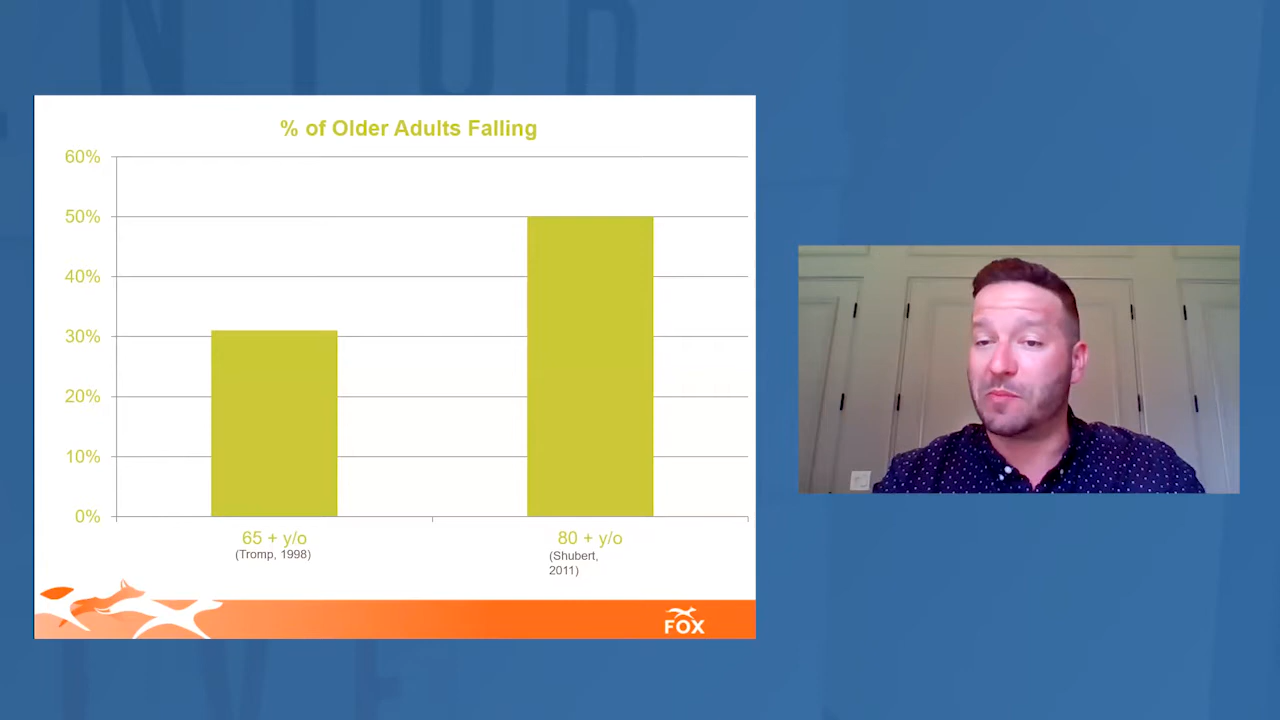 % of Older Adults Falling
60%
50%
40%
30%
20%
10%
0%
65 + y/o
(Tromp, 1998)
80 + y/o
(Shubert,
2011)
FOX